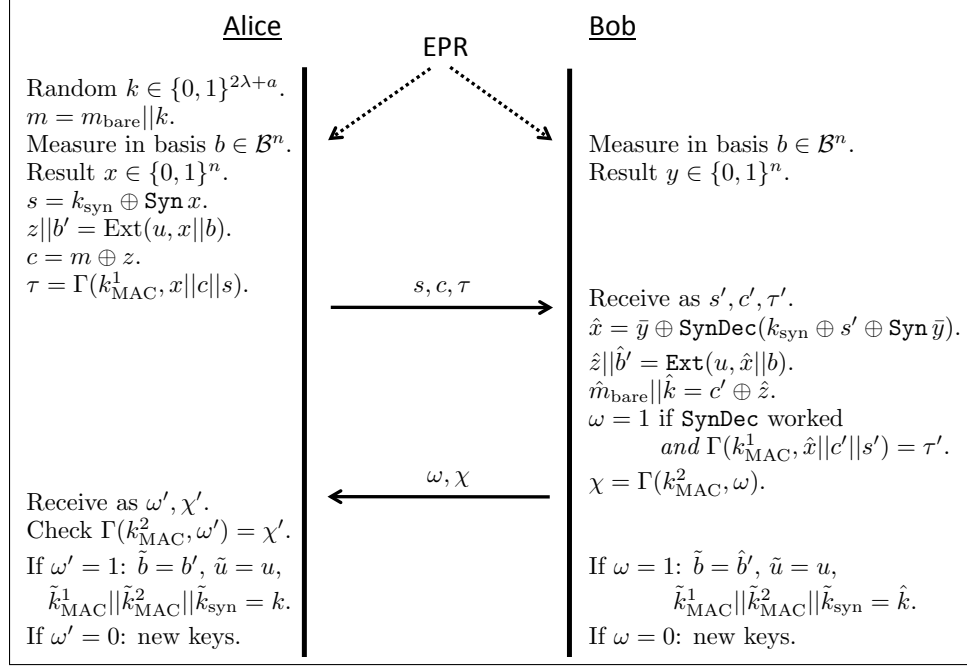 Alice
EPR
Bob
Random k ∈ {0, 1}^{2λ+a}.
m = m_bare||k.
Measure in basis b ∈ 𝓑^n.
Result x ∈ {0, 1}^n.
s = k_syn ⊕ Syn x.
z||b′ = Ext(u, x||b).
c = m ⊕ z.
τ = Γ(k^1_MAC, x||c||s).
Measure in basis b ∈ 𝓑^n.
Result y ∈ {0, 1}^n.
s, c, τ
Receive as s′, c′, τ′.
x̂ = ȳ ⊕ SynDec(k_syn ⊕ s′ ⊕ Syn ȳ).
ẑ||b̂′ = Ext(u, x̂||b).
m̂_bare||k̂ = c′ ⊕ ẑ.
ω = 1 if SynDec worked
and Γ(k^1_MAC, x̂||c′||s′) = τ′.
χ = Γ(k^2_MAC, ω).
ω, χ
Receive as ω′, χ′.
Check Γ(k^2_MAC, ω′) = χ′.
If ω′ = 1: b̃ = b′, ũ = u,
k̃^1_MAC||k̃^2_MAC||k̃_syn = k.
If ω′ = 0: new keys.
If ω = 1: b̃ = b̂′, ũ = u,
k̃^1_MAC||k̃^2_MAC||k̃_syn = k̂.
If ω = 0: new keys.